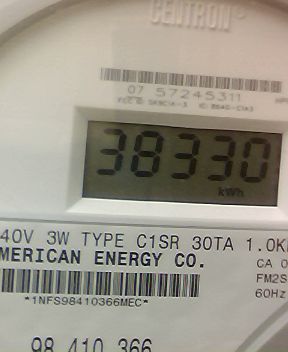 CENTRON®
07 57245311
38330
kWh
40V 3W TYPE C1SR 30TA 1.0K
MERICAN ENERGY CO.
CA 0
FM2S
60Hz
*1NFS98410366MEC*
98 410 366